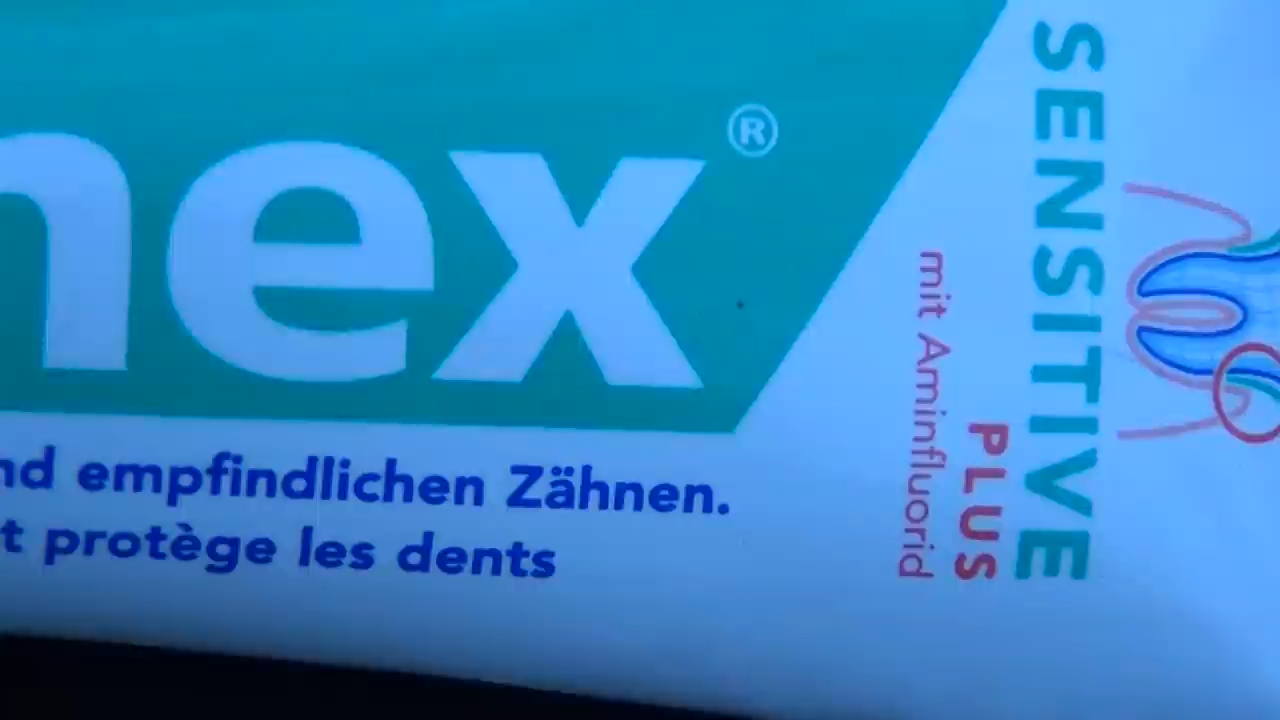 nex®
nd empfindlichen Zähnen.
t protège les dents
SENSITIVE
PLUS
mit Aminfluorid